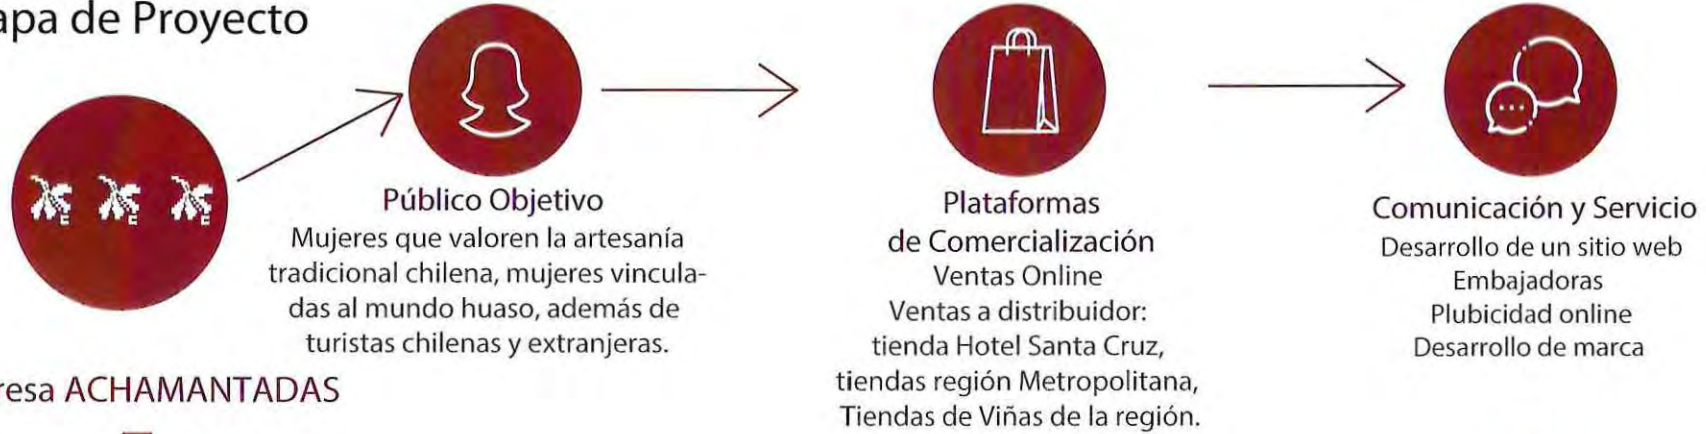 apa de Proyecto
Público Objetivo
Mujeres que valoren la artesanía
tradicional chilena, mujeres vincula-
das al mundo huaso, además de
turistas chilenas y extranjeras.
resa ACHAMANTADAS
Plataformas
de Comercialización
Ventas Online
Ventas a distribuidor:
tienda Hotel Santa Cruz,
tiendas región Metropolitana,
Tiendas de Viñas de la región.
Comunicación y Servicio
Desarrollo de un sitio web
Embajadoras
Plubicidad online
Desarrollo de marca